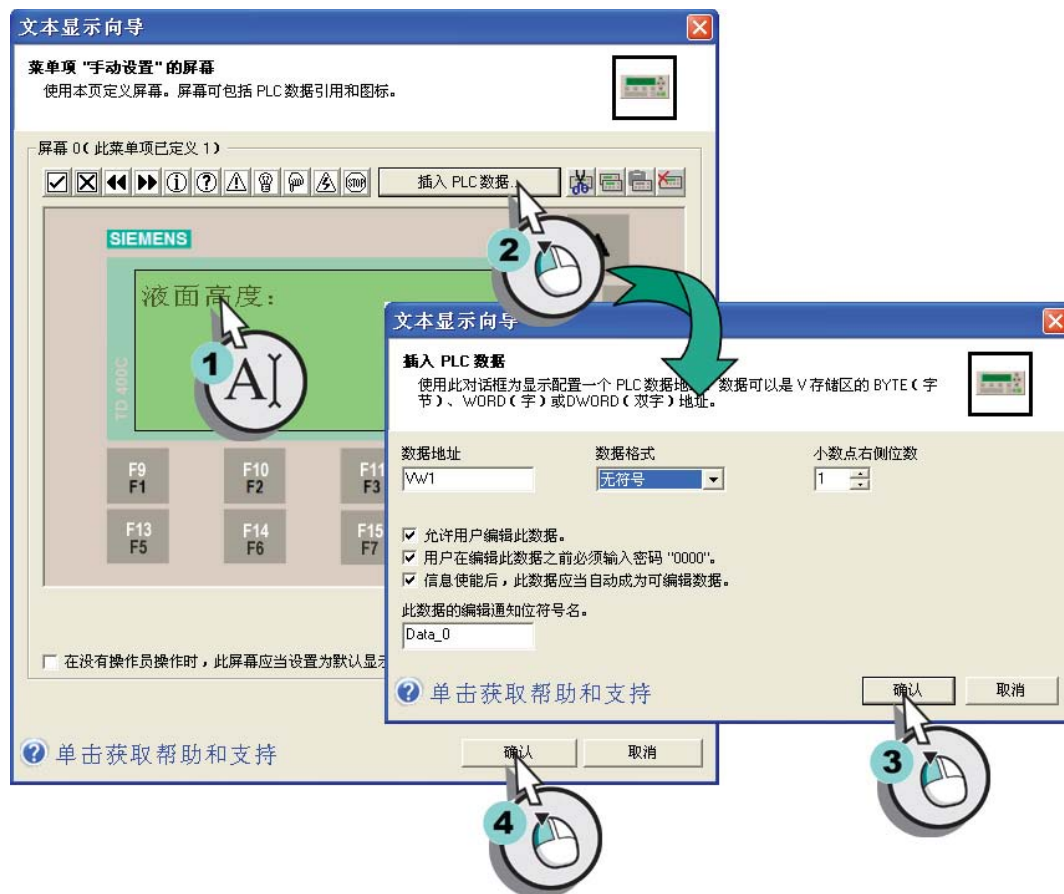 文本显示向导
菜单项 "手动设置" 的屏幕
使用本页定义屏幕。屏幕可包括 PLC 数据引用和图标。
屏幕 0( 此菜单项已定义 1)
STOP
插入 PLC 数据..
2
SIEMENS
液面高度:
1
AI
TD 400C
F9
F1
F10
F2
F11
F3
F13
F5
F14
F6
F15
F7
在没有操作员操作时,此屏幕应当设置为默认显
单击获取帮助和支持
确认
取消
4
文本显示向导
插入 PLC 数据
使用此对话框为显示配置一个 PLC 数据地 数据可以是 V 存储区的 BYTE ( 字
节 )、WORD ( 字 ) 或DWORD ( 双字 ) 地址。
数据地址
数据格式
小数点右侧位数
VW1
无符号
1
允许用户编辑此数据。
用户在编辑此数据之前必须输入密码 "0000"。
信息使能后,此数据应当自动成为可编辑数据。
此数据的编辑通知位符号名。
Data_0
单击获取帮助和支持
确认
取消
3